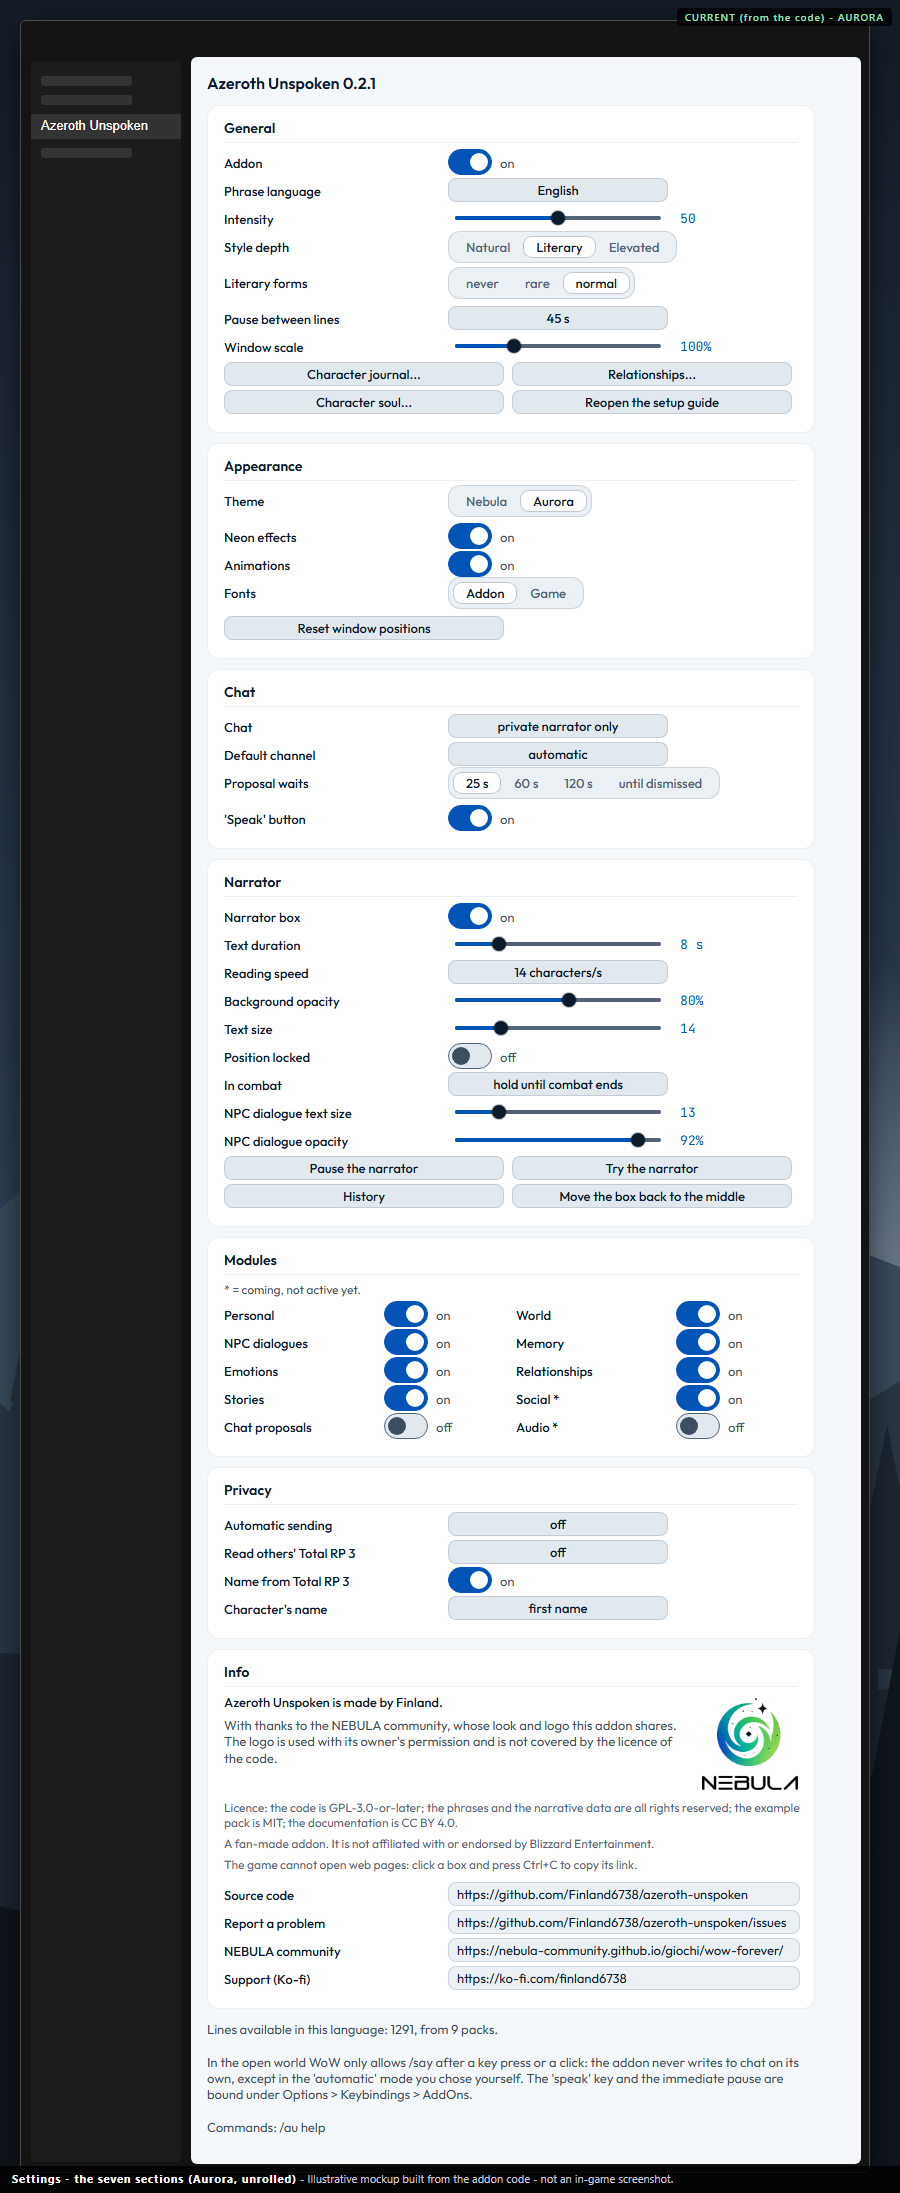 CURRENT (from the code) - AURORA
Azeroth Unspoken
Azeroth Unspoken 0.2.1
General
Addon on
Phrase language English
Intensity 50
Style depth Natural Literary Elevated
Literary forms never rare normal
Pause between lines 45 s
Window scale 100%
Character journal... Relationships...
Character soul... Reopen the setup guide
Appearance
Theme Nebula Aurora
Neon effects on
Animations on
Fonts Addon Game
Reset window positions
Chat
Chat private narrator only
Default channel automatic
Proposal waits 25 s 60 s 120 s until dismissed
'Speak' button on
Narrator
Narrator box on
Text duration 8 s
Reading speed 14 characters/s
Background opacity 80%
Text size 14
Position locked off
In combat hold until combat ends
NPC dialogue text size 13
NPC dialogue opacity 92%
Pause the narrator Try the narrator
History Move the box back to the middle
Modules
* = coming, not active yet.
Personal on World on
NPC dialogues on Memory on
Emotions on Relationships on
Stories on Social * on
Chat proposals off Audio * off
Privacy
Automatic sending off
Read others' Total RP 3 off
Name from Total RP 3 on
Character's name first name
Info
Azeroth Unspoken is made by Finland.
With thanks to the NEBULA community, whose look and logo this addon shares.
The logo is used with its owner's permission and is not covered by the licence of
the code.
NEBULA
Licence: the code is GPL-3.0-or-later; the phrases and the narrative data are all rights reserved; the example
pack is MIT; the documentation is CC BY 4.0.
A fan-made addon. It is not affiliated with or endorsed by Blizzard Entertainment.
The game cannot open web pages: click a box and press Ctrl+C to copy its link.
Source code https://github.com/Finland6738/azeroth-unspoken
Report a problem https://github.com/Finland6738/azeroth-unspoken/issues
NEBULA community https://nebula-community.github.io/giochi/wow-forever/
Support (Ko-fi) https://ko-fi.com/finland6738
Lines available in this language: 1291, from 9 packs.
In the open world WoW only allows /say after a key press or a click: the addon never writes to chat on its
own, except in the 'automatic' mode you chose yourself. The 'speak' key and the immediate pause are
bound under Options > Keybindings > AddOns.
Commands: /au help
Settings - the seven sections (Aurora, unrolled) - Illustrative mockup built from the addon code - not an in-game screenshot.